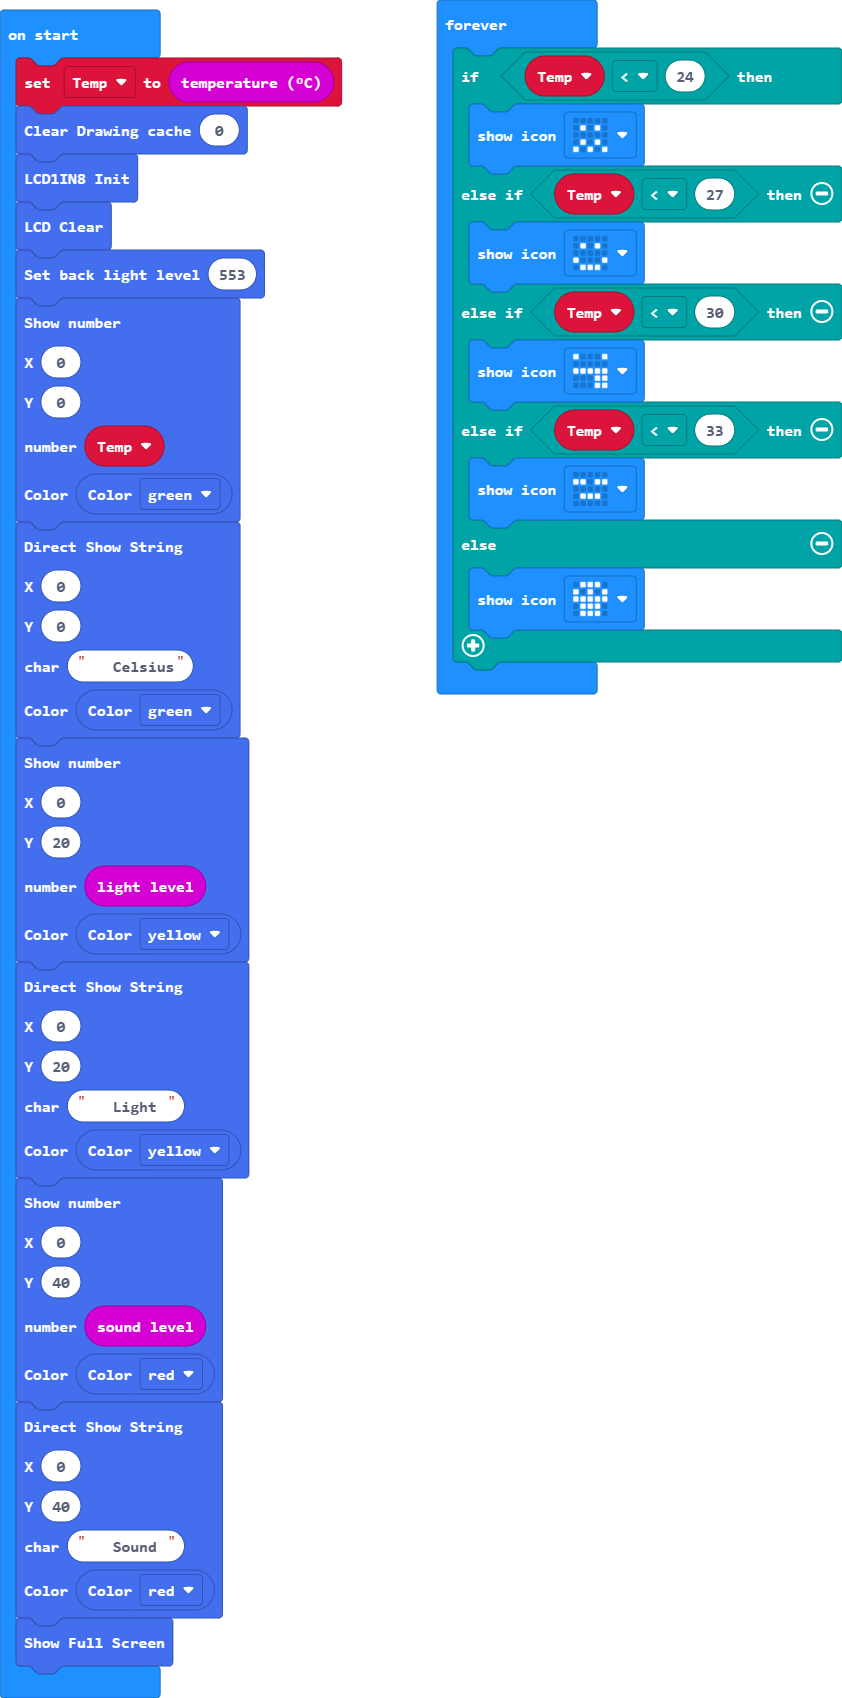 on start
set Temp to temperature (ºC)
Clear Drawing cache 0
LCD1IN8 Init
LCD Clear
Set back light level 553
Show number
X 0
Y 0
number Temp
Color Color green
Direct Show String
X 0
Y 0
char "   Celsius"
Color Color green
Show number
X 0
Y 20
number light level
Color Color yellow
Direct Show String
X 0
Y 20
char "   Light "
Color Color yellow
Show number
X 0
Y 40
number sound level
Color Color red
Direct Show String
X 0
Y 40
char "   Sound "
Color Color red
Show Full Screen
forever
if Temp < 24 then
show icon
else if Temp < 27 then
show icon
else if Temp < 30 then
show icon
else if Temp < 33 then
show icon
else
show icon